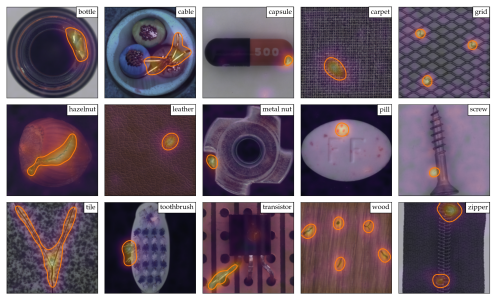 bottle
cable
capsule
carpet
grid
500
hazelnut
leather
metal nut
pill
screw
FF
tile
toothbrush
transistor
wood
zipper